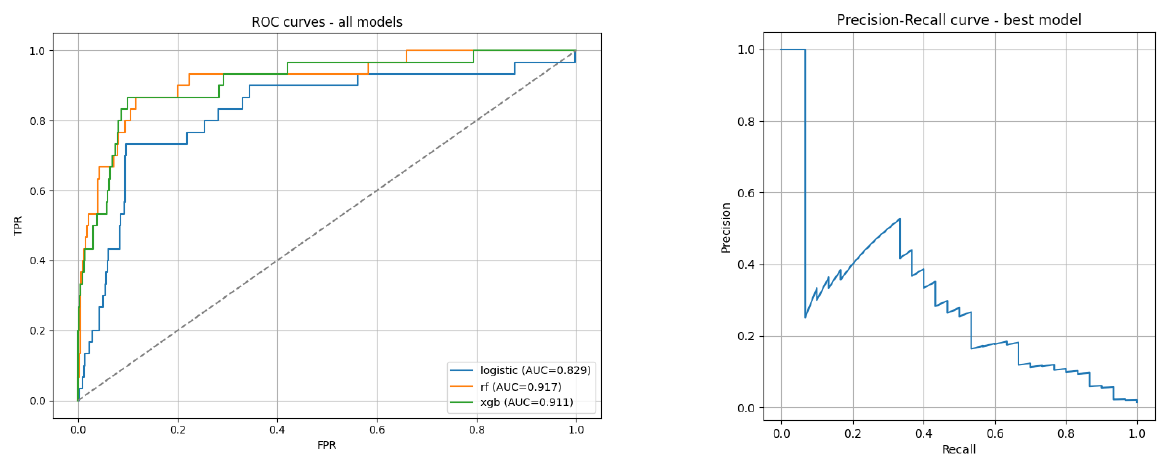 ROC curves - all models
1.0
0.8
0.6
0.4
0.2
0.0
TPR
0.0 0.2 0.4 0.6 0.8 1.0
FPR
logistic (AUC=0.829)
rf (AUC=0.917)
xgb (AUC=0.911)
Precision-Recall curve - best model
1.0
0.8
0.6
0.4
0.2
0.0
Precision
0.0 0.2 0.4 0.6 0.8 1.0
Recall